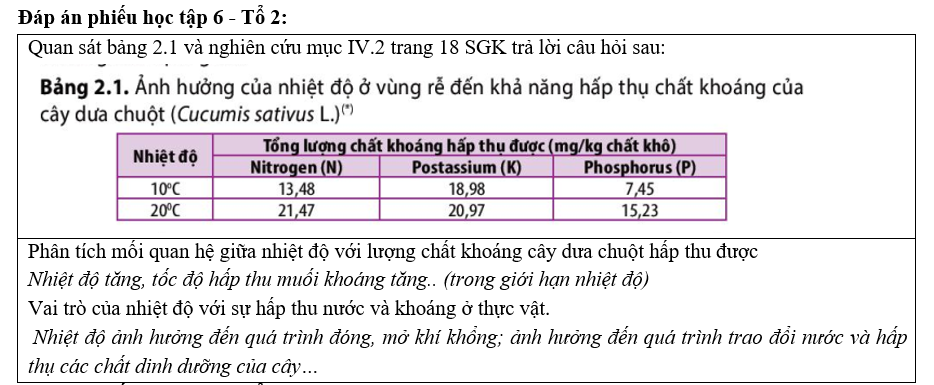 Đáp án phiếu học tập 6 - Tổ 2:
Quan sát bảng 2.1 và nghiên cứu mục IV.2 trang 18 SGK trả lời câu hỏi sau:
Bảng 2.1. Ảnh hưởng của nhiệt độ ở vùng rễ đến khả năng hấp thụ chất khoáng của
cây dưa chuột (Cucumis sativus L.)(*)
Nhiệt độ Tổng lượng chất khoáng hấp thụ được (mg/kg chất khô)
Nitrogen (N) Postassium (K) Phosphorus (P)
10°C 13,48 18,98 7,45
20°C 21,47 20,97 15,23
Phân tích mối quan hệ giữa nhiệt độ với lượng chất khoáng cây dưa chuột hấp thu được
Nhiệt độ tăng, tốc độ hấp thu muối khoáng tăng.. (trong giới hạn nhiệt độ)
Vai trò của nhiệt độ với sự hấp thu nước và khoáng ở thực vật.
Nhiệt độ ảnh hưởng đến quá trình đóng, mở khí khổng; ảnh hưởng đến quá trình trao đổi nước và hấp
thụ các chất dinh dưỡng của cây…